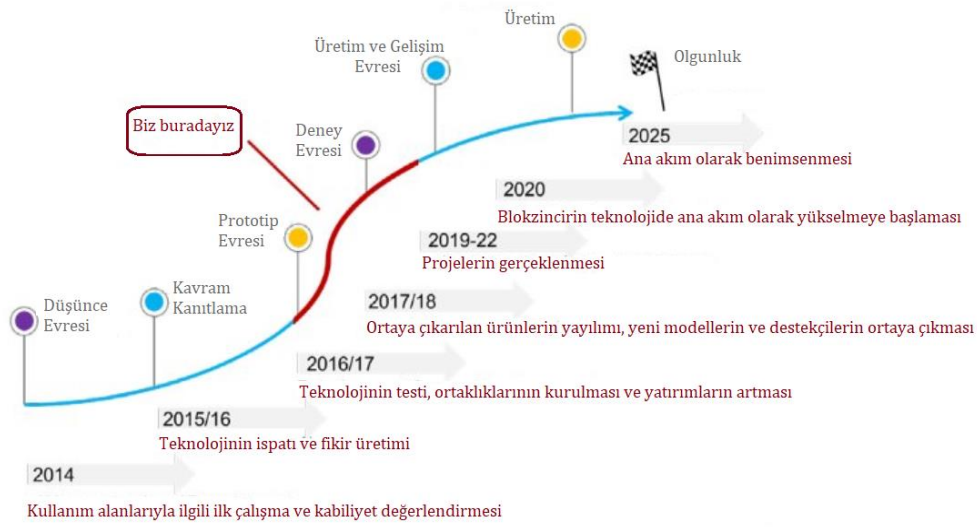 Üretim
Olgunluk
Üretim ve Gelişim
Evresi
Biz buradayız
Deney
Evresi
2025
Ana akım olarak benimsenmesi
2020
Blokzincirin teknolojide ana akım olarak yükselmeye başlaması
Prototip
Evresi
2019-22
Projelerin gerçeklenmesi
Kavram
Kanıtlama
Düşünce
Evresi
2017/18
Ortaya çıkarılan ürünlerin yayılımı, yeni modellerin ve destekçilerin ortaya çıkması
2016/17
Teknolojinin testi, ortaklıklarının kurulması ve yatırımların artması
2015/16
Teknolojinin ispatı ve fikir üretimi
2014
Kullanım alanlarıyla ilgili ilk çalışma ve kabiliyet değerlendirmesi